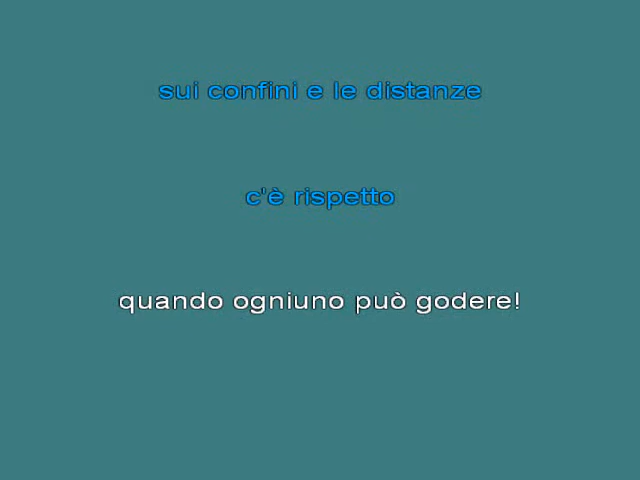 sui confini e le distanze
c'è rispetto
quando ogniuno può godere!